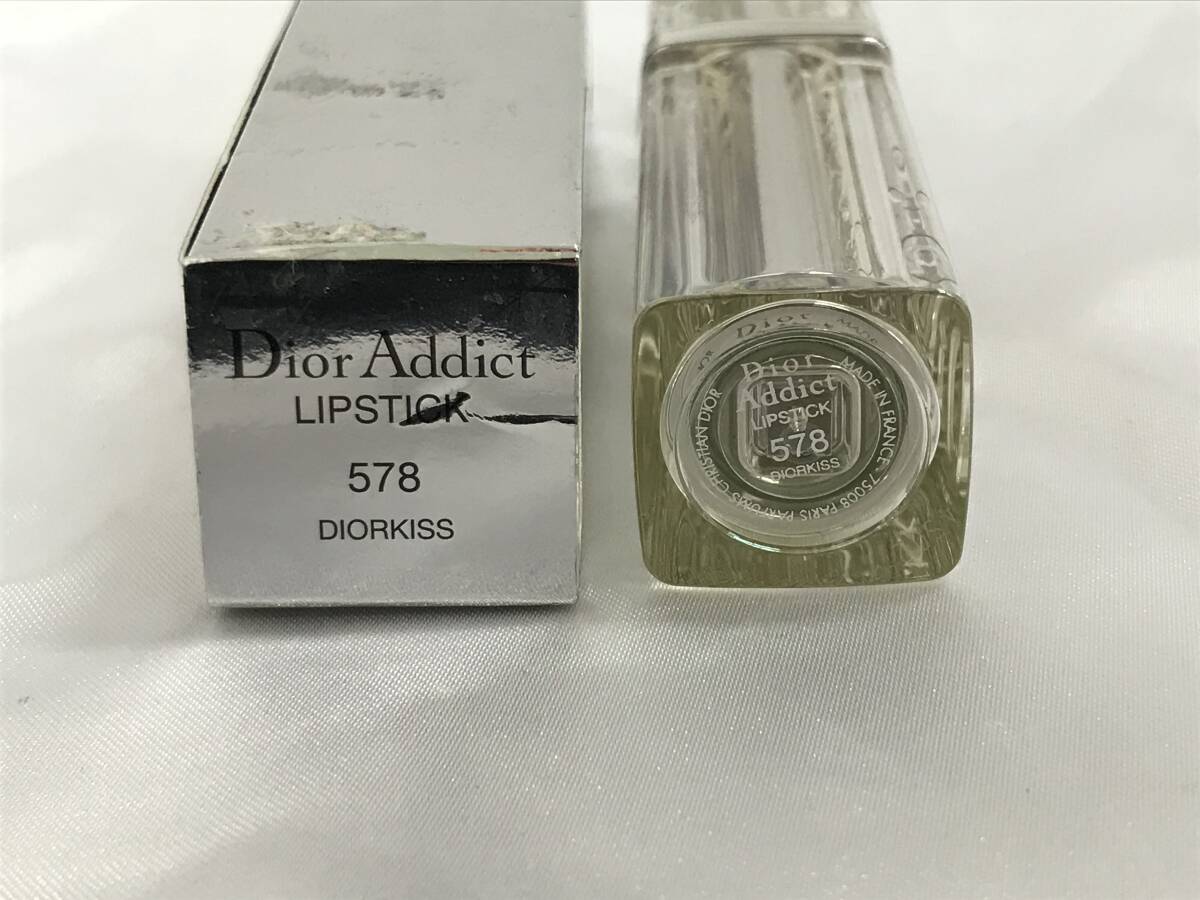 Dior Addict
LIPSTICK
578
DIORKISS
Dior
Addict
LIPSTICK
578
DIORKISS
PARFUMS CHRISTIAN DIOR
MADE IN FRANCE. 75008 PARIS